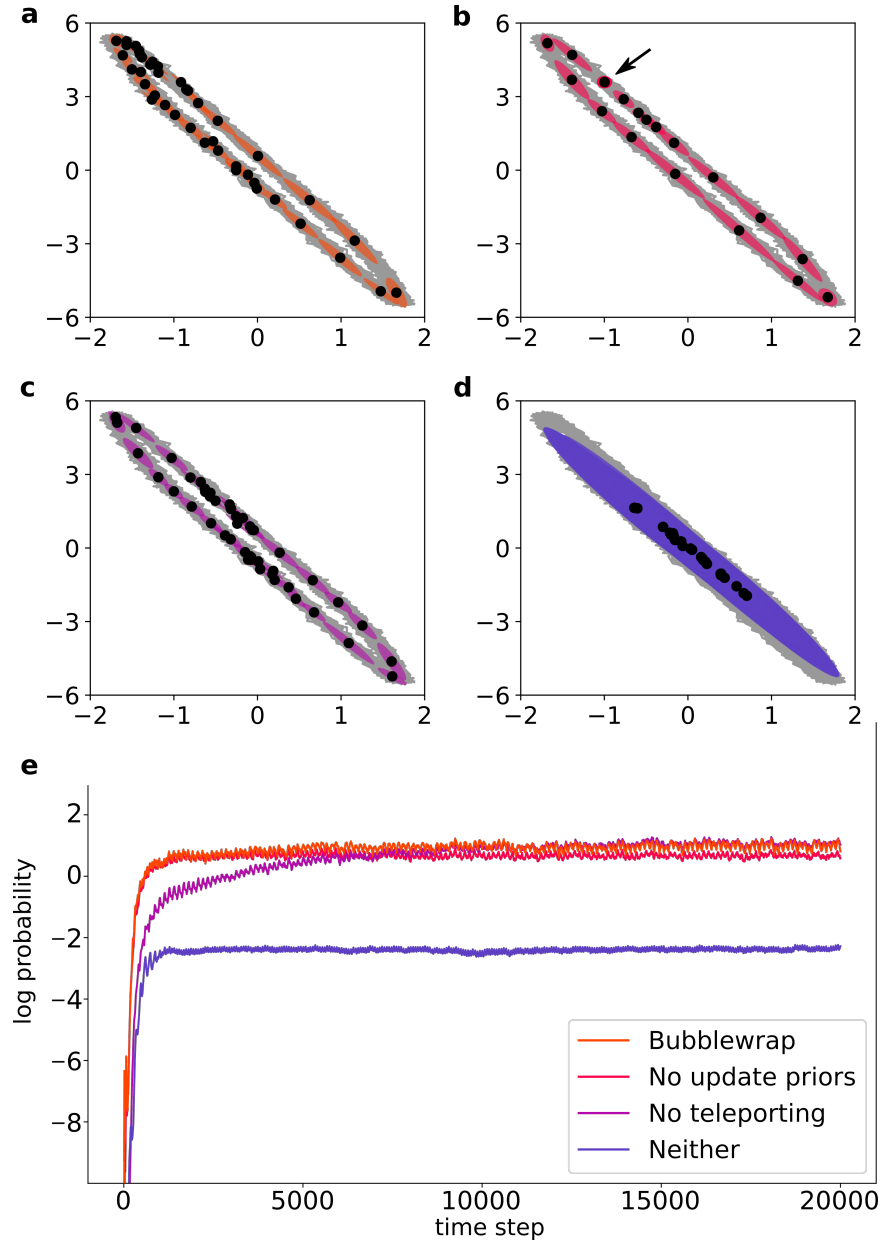 a
b
6
3
0
−3
−6
−2 −1 0 1 2
6
3
0
−3
−6
−2 −1 0 1 2
c
d
6
3
0
−3
−6
−2 −1 0 1 2
6
3
0
−3
−6
−2 −1 0 1 2
e
log probability
2
0
−2
−4
−6
−8
Bubblewrap
No update priors
No teleporting
Neither
0 5000 10000 15000 20000
time step